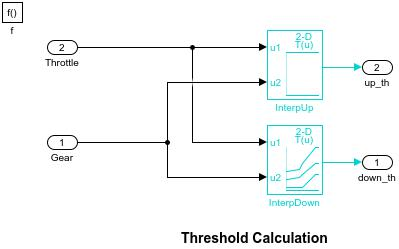 f()
f
2
Throttle
1
Gear
2-D
T(u)
u1
u2
InterpUp
2
up_th
2-D
T(u)
u1
u2
InterpDown
1
down_th
Threshold Calculation